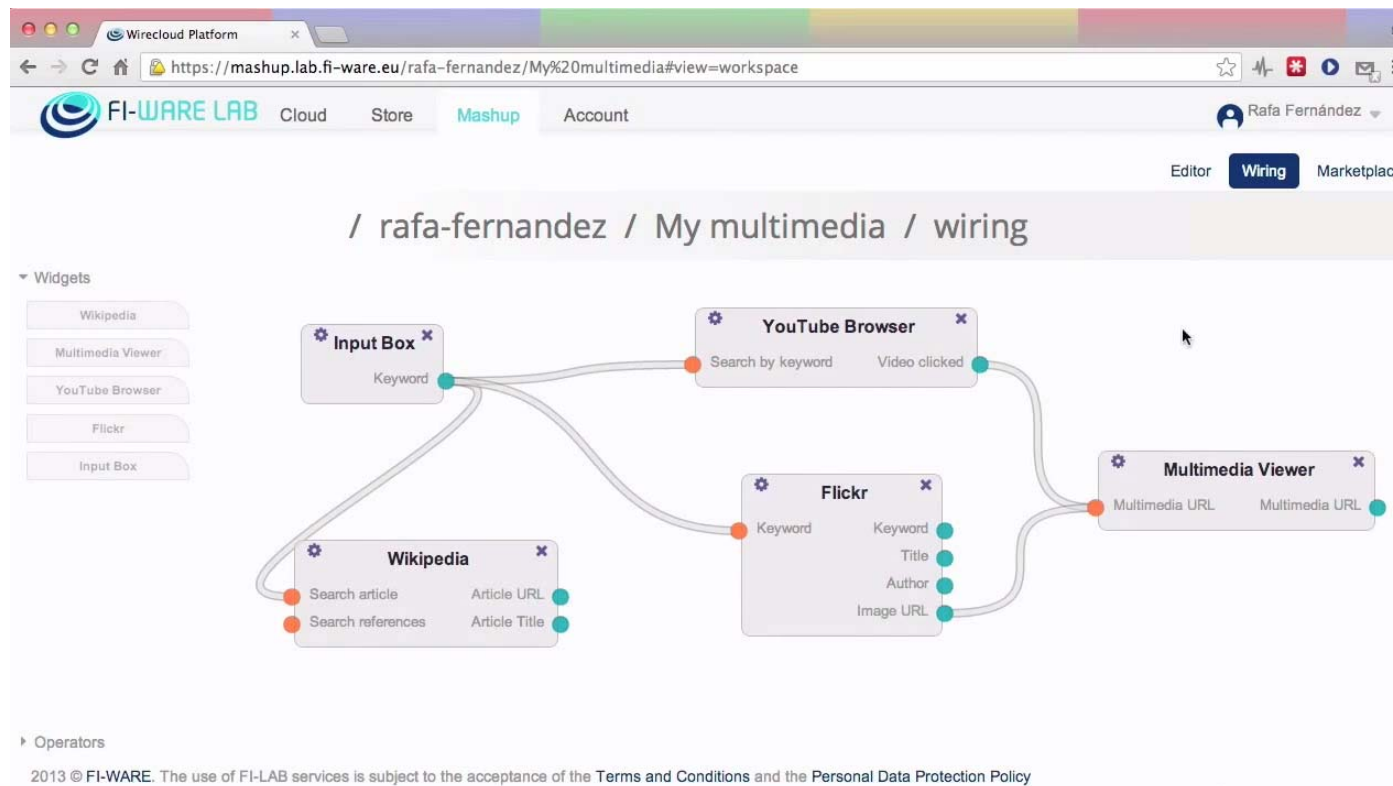 Wirecloud Platform
https://mashup.lab.fi-ware.eu/rafa-fernandez/My%20multimedia#view=workspace
FI-WARE LAB Cloud Store Mashup Account Rafa Fernández
Editor Wiring Marketplac
/ rafa-fernandez / My multimedia / wiring
Widgets
Wikipedia
Multimedia Viewer
YouTube Browser
Flickr
Input Box
Input Box
Keyword
YouTube Browser
Search by keyword Video clicked
Flickr
Keyword Keyword
Title
Author
Image URL
Multimedia Viewer
Multimedia URL Multimedia URL
Wikipedia
Search article Article URL
Search references Article Title
Operators
2013 © FI-WARE. The use of FI-LAB services is subject to the acceptance of the Terms and Conditions and the Personal Data Protection Policy